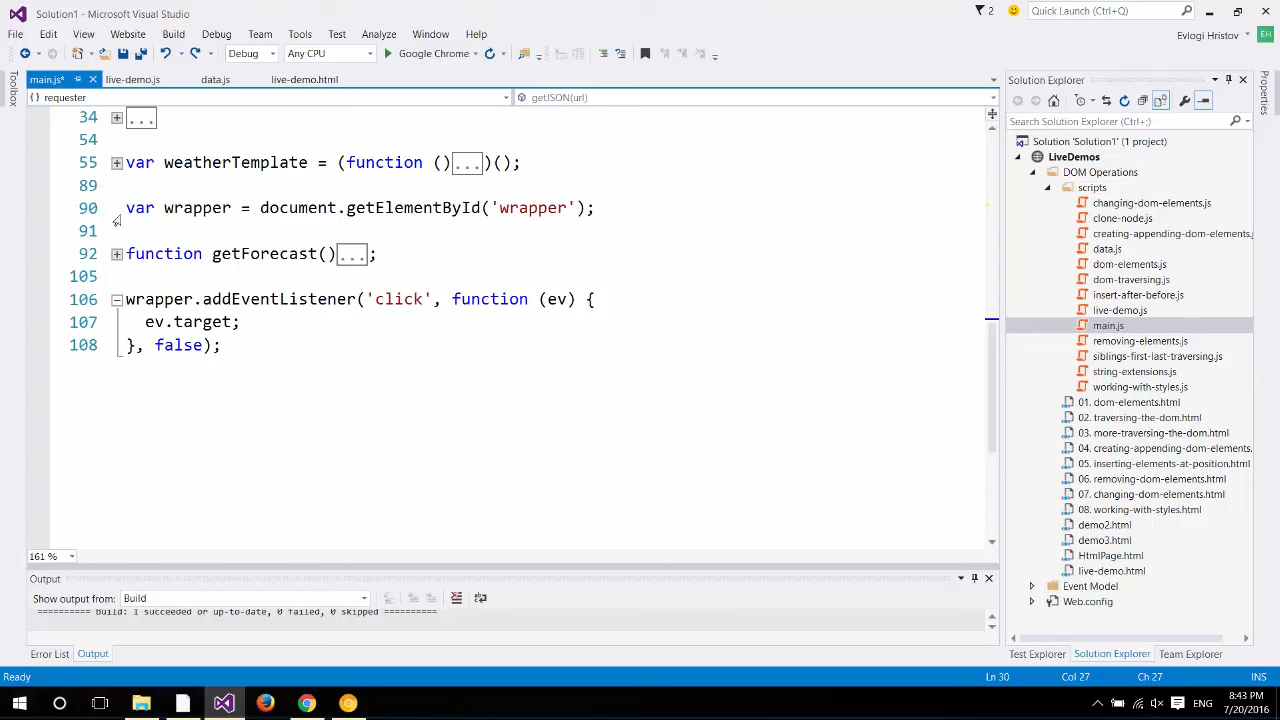 Solution1 - Microsoft Visual Studio
2
Quick Launch (Ctrl+Q)
File Edit View Website Build Debug Team Tools Test Analyze Window Help
Evlogi Hristov EH
Debug Any CPU Google Chrome
Toolbox
main.js* live-demo.js data.js live-demo.html
requester getJSON(url)
34 ...
54
55 var weatherTemplate = (function ()...)();
89
90 var wrapper = document.getElementById('wrapper');
91
92 function getForecast()...;
105
106 wrapper.addEventListener('click', function (ev) {
107 ev.target;
108 }, false);
161 %
Output
Show output from: Build
========== Build: 1 succeeded or up-to-date, 0 failed, 0 skipped ==========
Error List Output
Solution Explorer
Properties
Search Solution Explorer (Ctrl+;)
Solution 'Solution1' (1 project)
LiveDemos
DOM Operations
scripts
changing-dom-elements.js
clone-node.js
creating-appending-dom-elements.
data.js
dom-elements.js
dom-traversing.js
insert-after-before.js
live-demo.js
main.js
removing-elements.js
siblings-first-last-traversing.js
string-extensions.js
working-with-styles.js
01. dom-elements.html
02. traversing-the-dom.html
03. more-traversing-the-dom.html
04. creating-appending-dom-elements.
05. inserting-elements-at-position.html
06. removing-dom-elements.html
07. changing-dom-elements.html
08. working-with-styles.html
demo2.html
demo3.html
HtmlPage.html
live-demo.html
Event Model
Web.config
Test Explorer Solution Explorer Team Explorer
Ready Ln 30 Col 27 Ch 27 INS
ENG
8:43 PM
7/20/2016